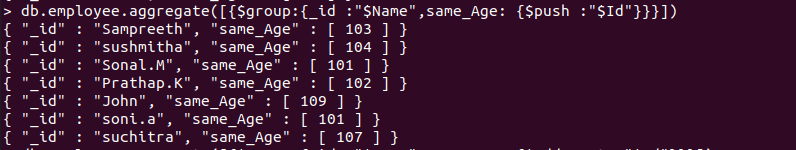 > db.employee.aggregate([{$group:{_id :"$Name",same_Age: {$push :"$Id"}}}])
{ "_id" : "Sampreeth", "same_Age" : [ 103 ] }
{ "_id" : "sushmitha", "same_Age" : [ 104 ] }
{ "_id" : "Sonal.M", "same_Age" : [ 101 ] }
{ "_id" : "Prathap.K", "same_Age" : [ 102 ] }
{ "_id" : "John", "same_Age" : [ 109 ] }
{ "_id" : "soni.a", "same_Age" : [ 101 ] }
{ "_id" : "suchitra", "same_Age" : [ 107 ] }